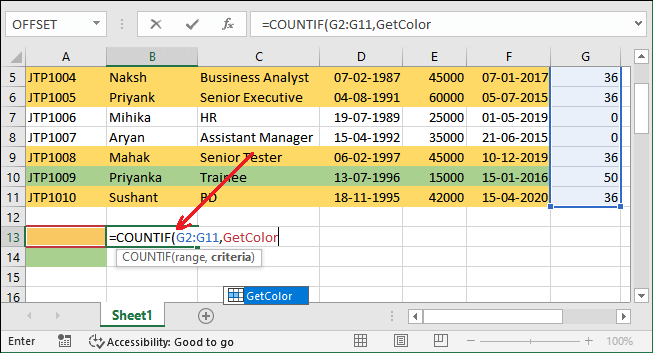 OFFSET =COUNTIF(G2:G11,GetColor
A B C D E F G
5 JTP1004 Naksh Bussiness Analyst 07-02-1987 45000 07-01-2017 36
6 JTP1005 Priyank Senior Executive 04-08-1991 60000 05-07-2015 36
7 JTP1006 Mihika HR 19-07-1989 25000 01-05-2019 0
8 JTP1007 Aryan Assistant Manager 15-04-1992 35000 21-06-2015 0
9 JTP1008 Mahak Senior Tester 06-02-1997 45000 10-12-2019 36
10 JTP1009 Priyanka Trainee 13-07-1996 15000 15-01-2016 50
11 JTP1010 Sushant BD 18-11-1995 42000 15-04-2020 36
12
13 =COUNTIF(G2:G11,GetColor
14 COUNTIF(range, criteria)
GetColor
16
Sheet1
Enter Accessibility: Good to go 100%